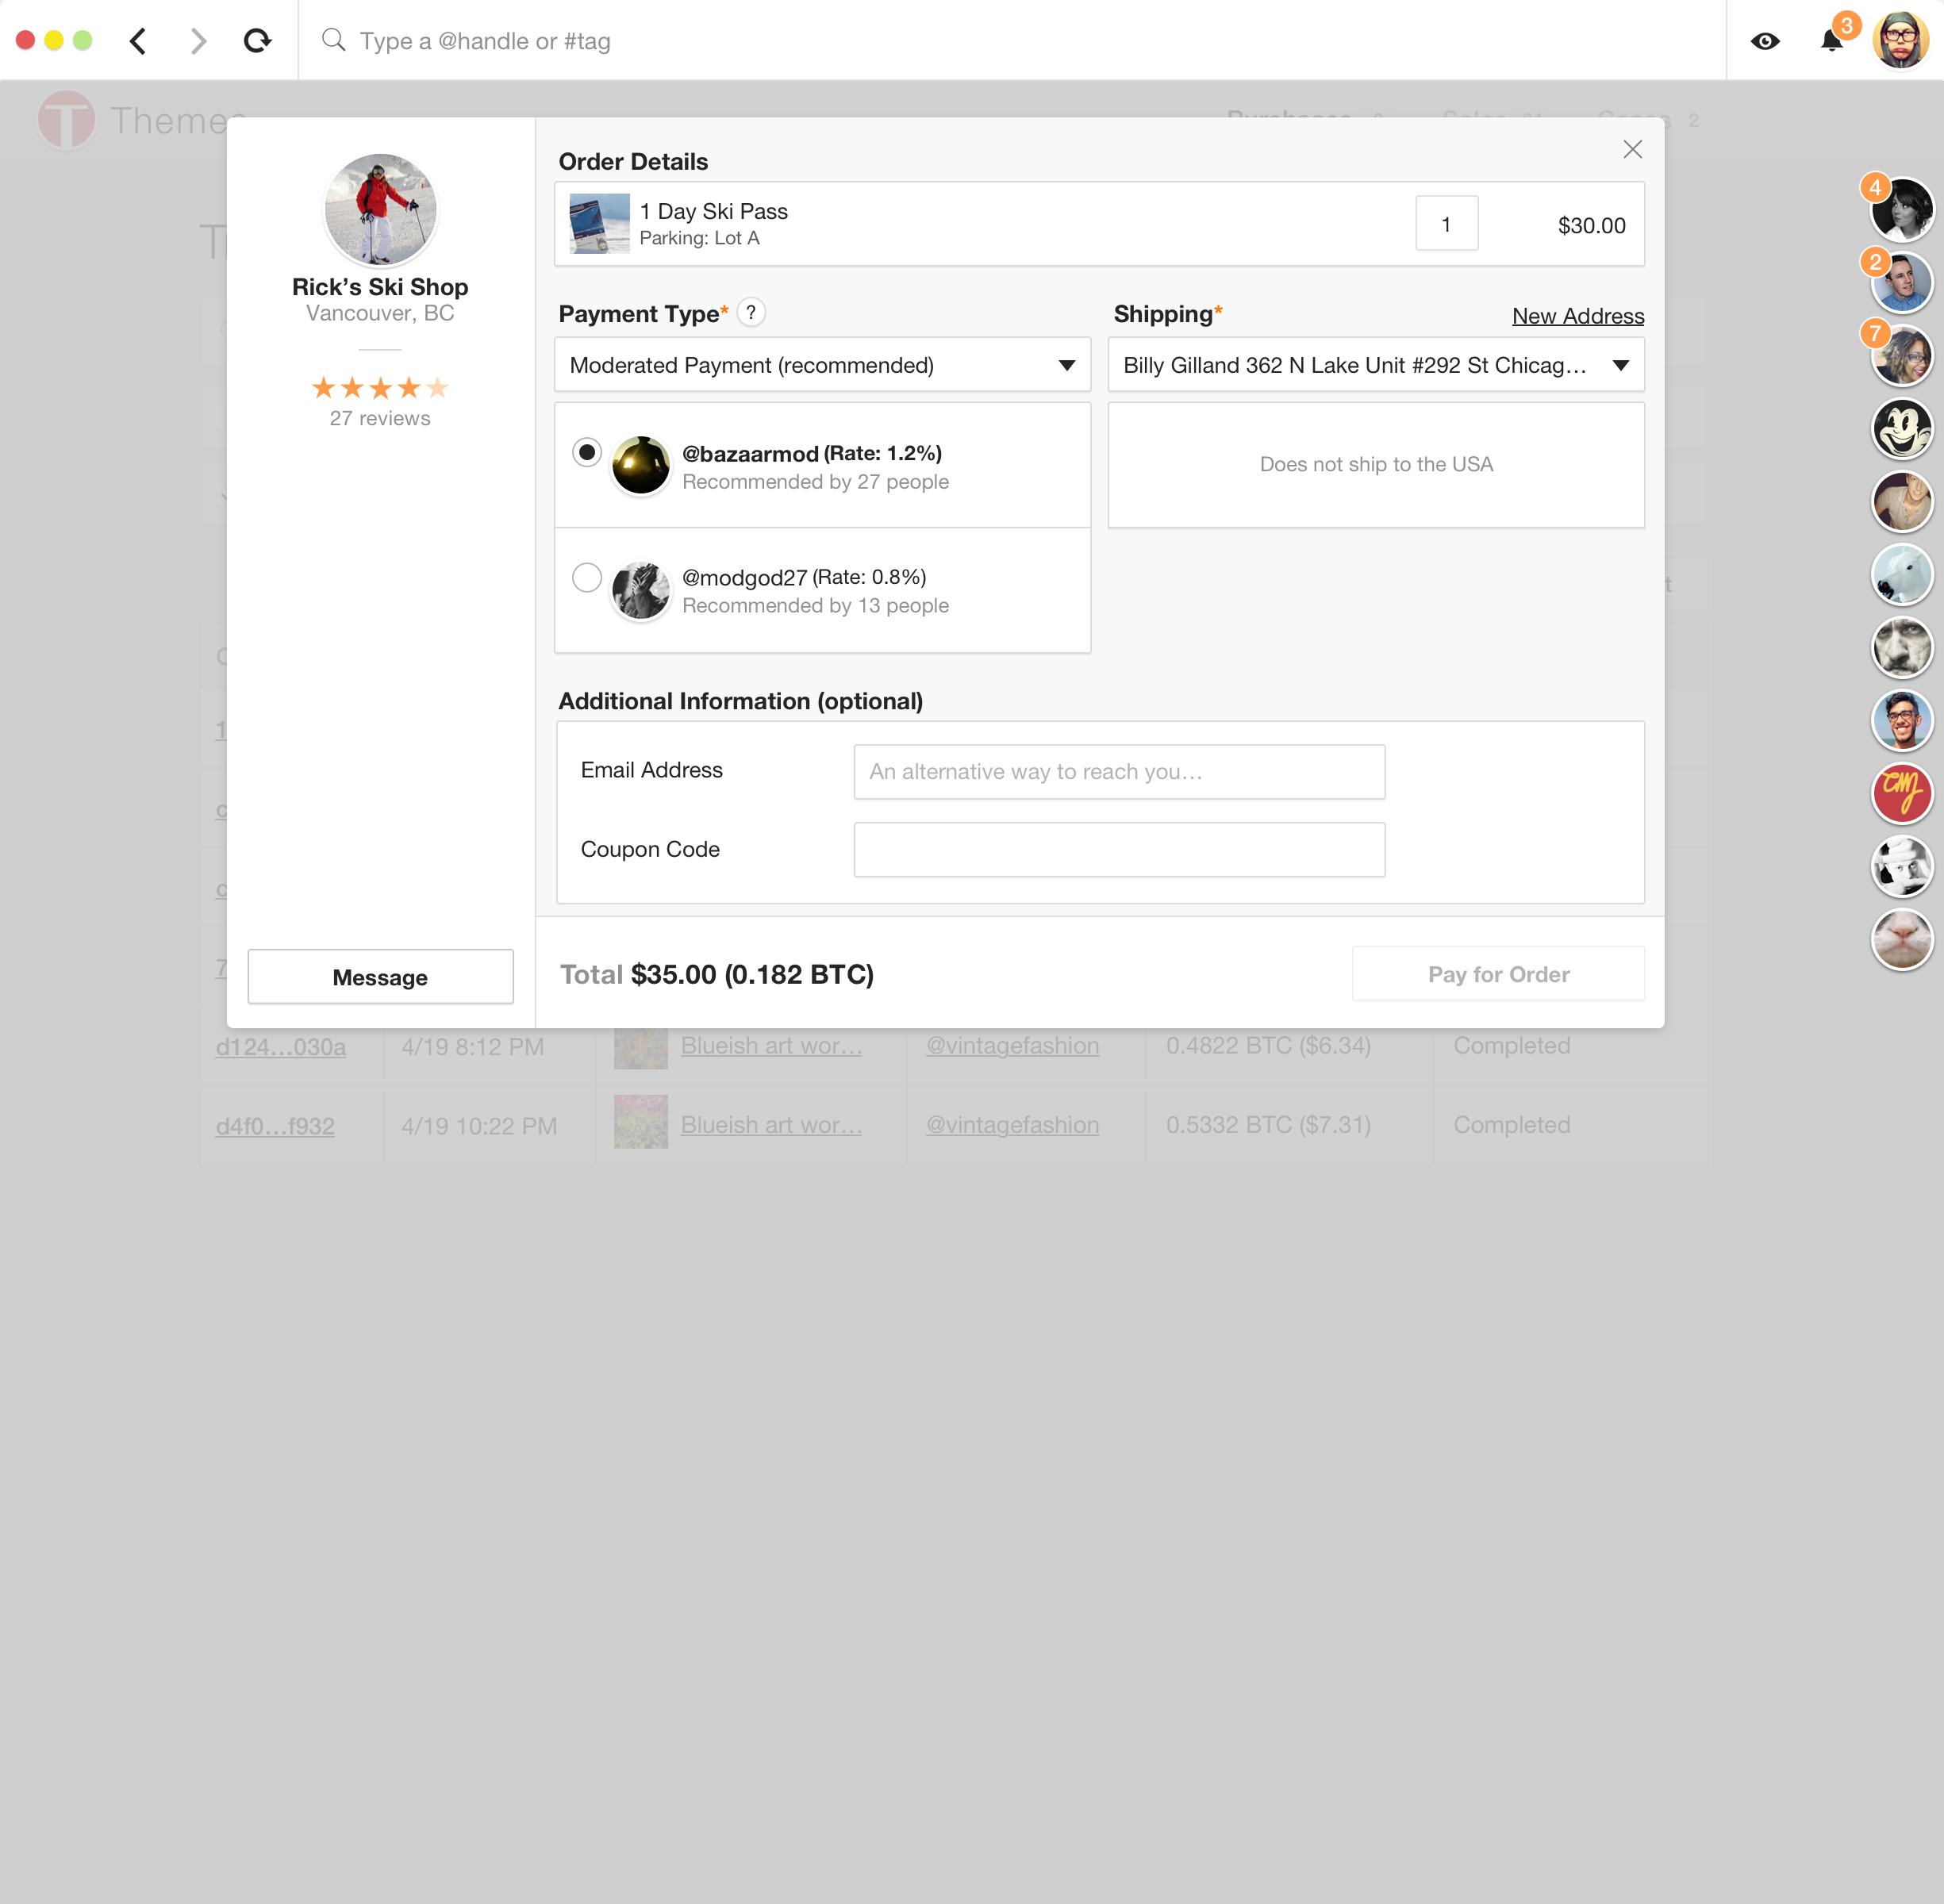 Type a @handle or #tag
3
Themes
Purchases
Sales
Cases 2
Order Details
Rick's Ski Shop
Vancouver, BC
27 reviews
1 Day Ski Pass
Parking: Lot A
1
$30.00
Payment Type* ?
Shipping*
New Address
Moderated Payment (recommended)
Billy Gilland 362 N Lake Unit #292 St Chicag...
@bazaarmod (Rate: 1.2%)
Recommended by 27 people
Does not ship to the USA
@modgod27 (Rate: 0.8%)
Recommended by 13 people
Additional Information (optional)
Email Address
An alternative way to reach you...
Coupon Code
Message
Total $35.00 (0.182 BTC)
Pay for Order
4
2
7
d124...030a 4/19 8:12 PM Blueish art wor... @vintagefashion 0.4822 BTC ($6.34) Completed
d4f0...f932 4/19 10:22 PM Blueish art wor... @vintagefashion 0.5332 BTC ($7.31) Completed